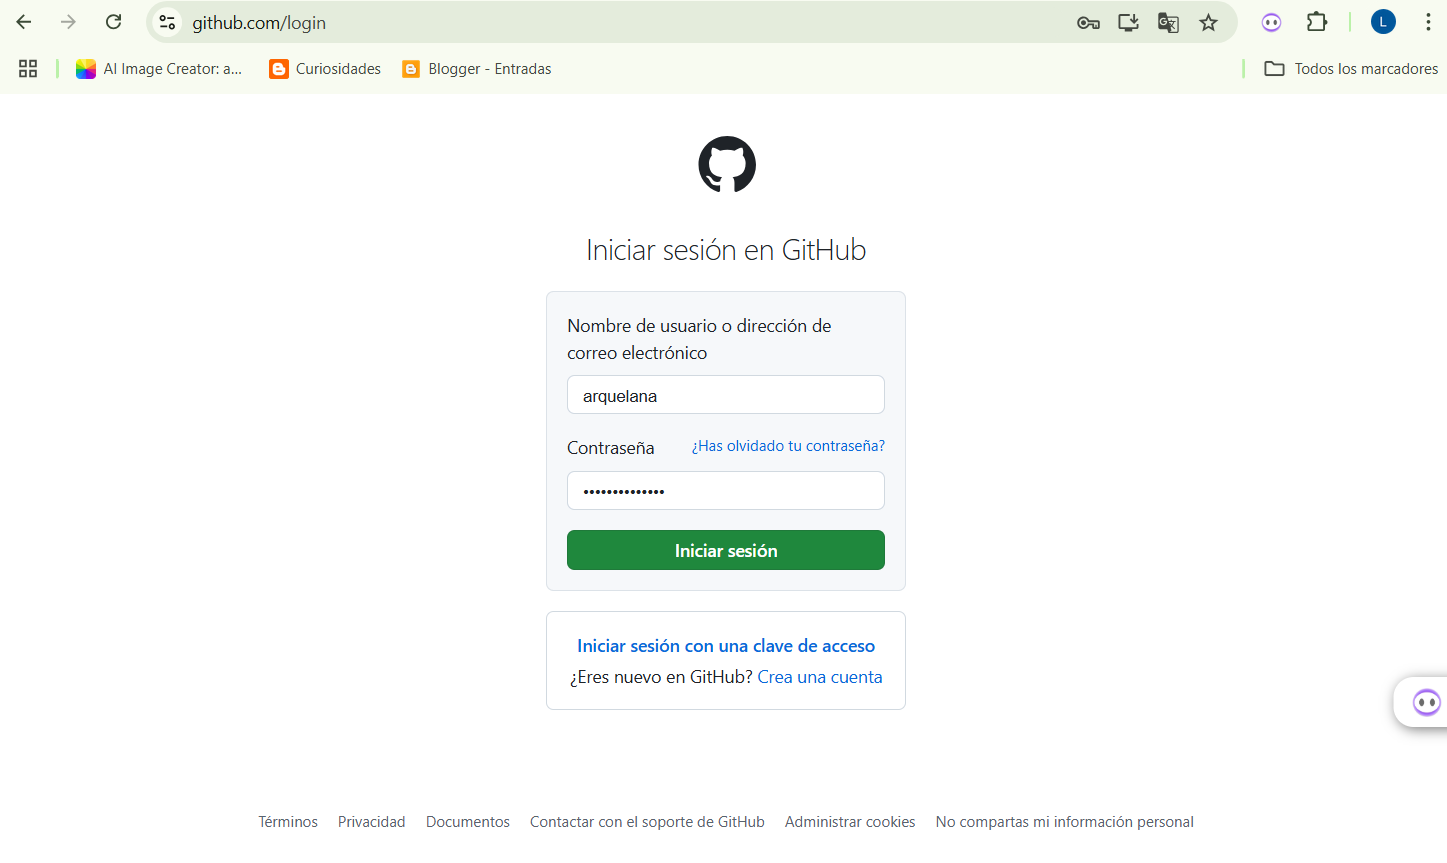 github.com/login
L
AI Image Creator: a...
Curiosidades
Blogger - Entradas
Todos los marcadores
Iniciar sesión en GitHub
Nombre de usuario o dirección de
correo electrónico
arquelana
Contraseña
¿Has olvidado tu contraseña?
••••••••••••••
Iniciar sesión
Iniciar sesión con una clave de acceso
¿Eres nuevo en GitHub? Crea una cuenta
Términos Privacidad Documentos Contactar con el soporte de GitHub Administrar cookies No compartas mi información personal